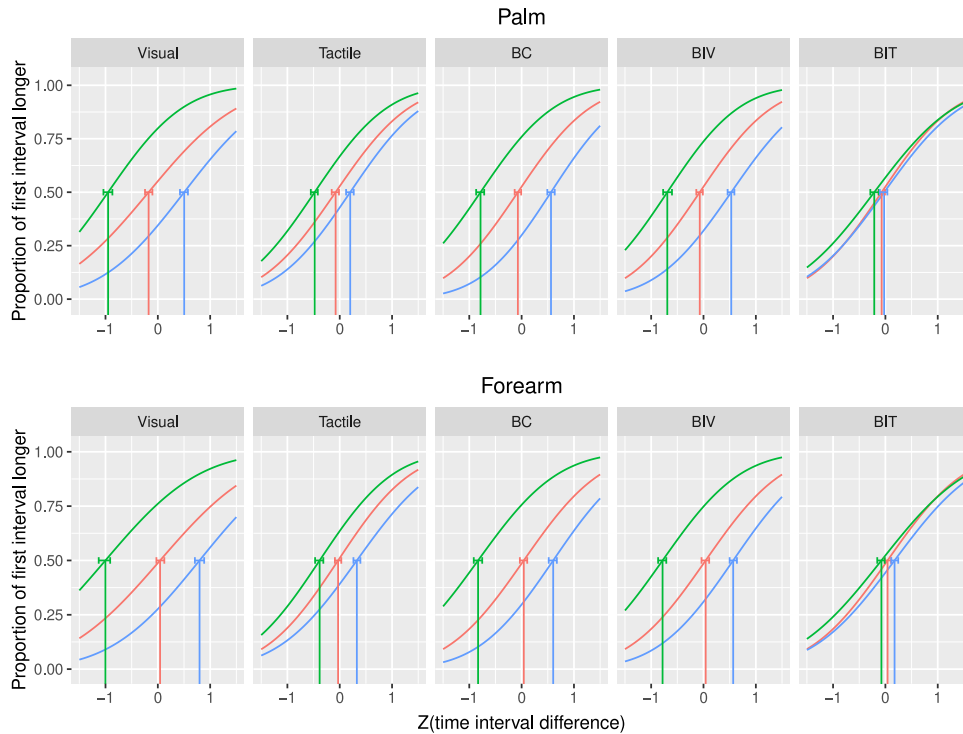 Palm
Visual Tactile BC BIV BIT
Proportion of first interval longer
1.00
0.75
0.50
0.25
0.00
−1 0 1 −1 0 1 −1 0 1 −1 0 1 −1 0 1
Forearm
Visual Tactile BC BIV BIT
Proportion of first interval longer
1.00
0.75
0.50
0.25
0.00
−1 0 1 −1 0 1 −1 0 1 −1 0 1 −1 0 1
Z(time interval difference)